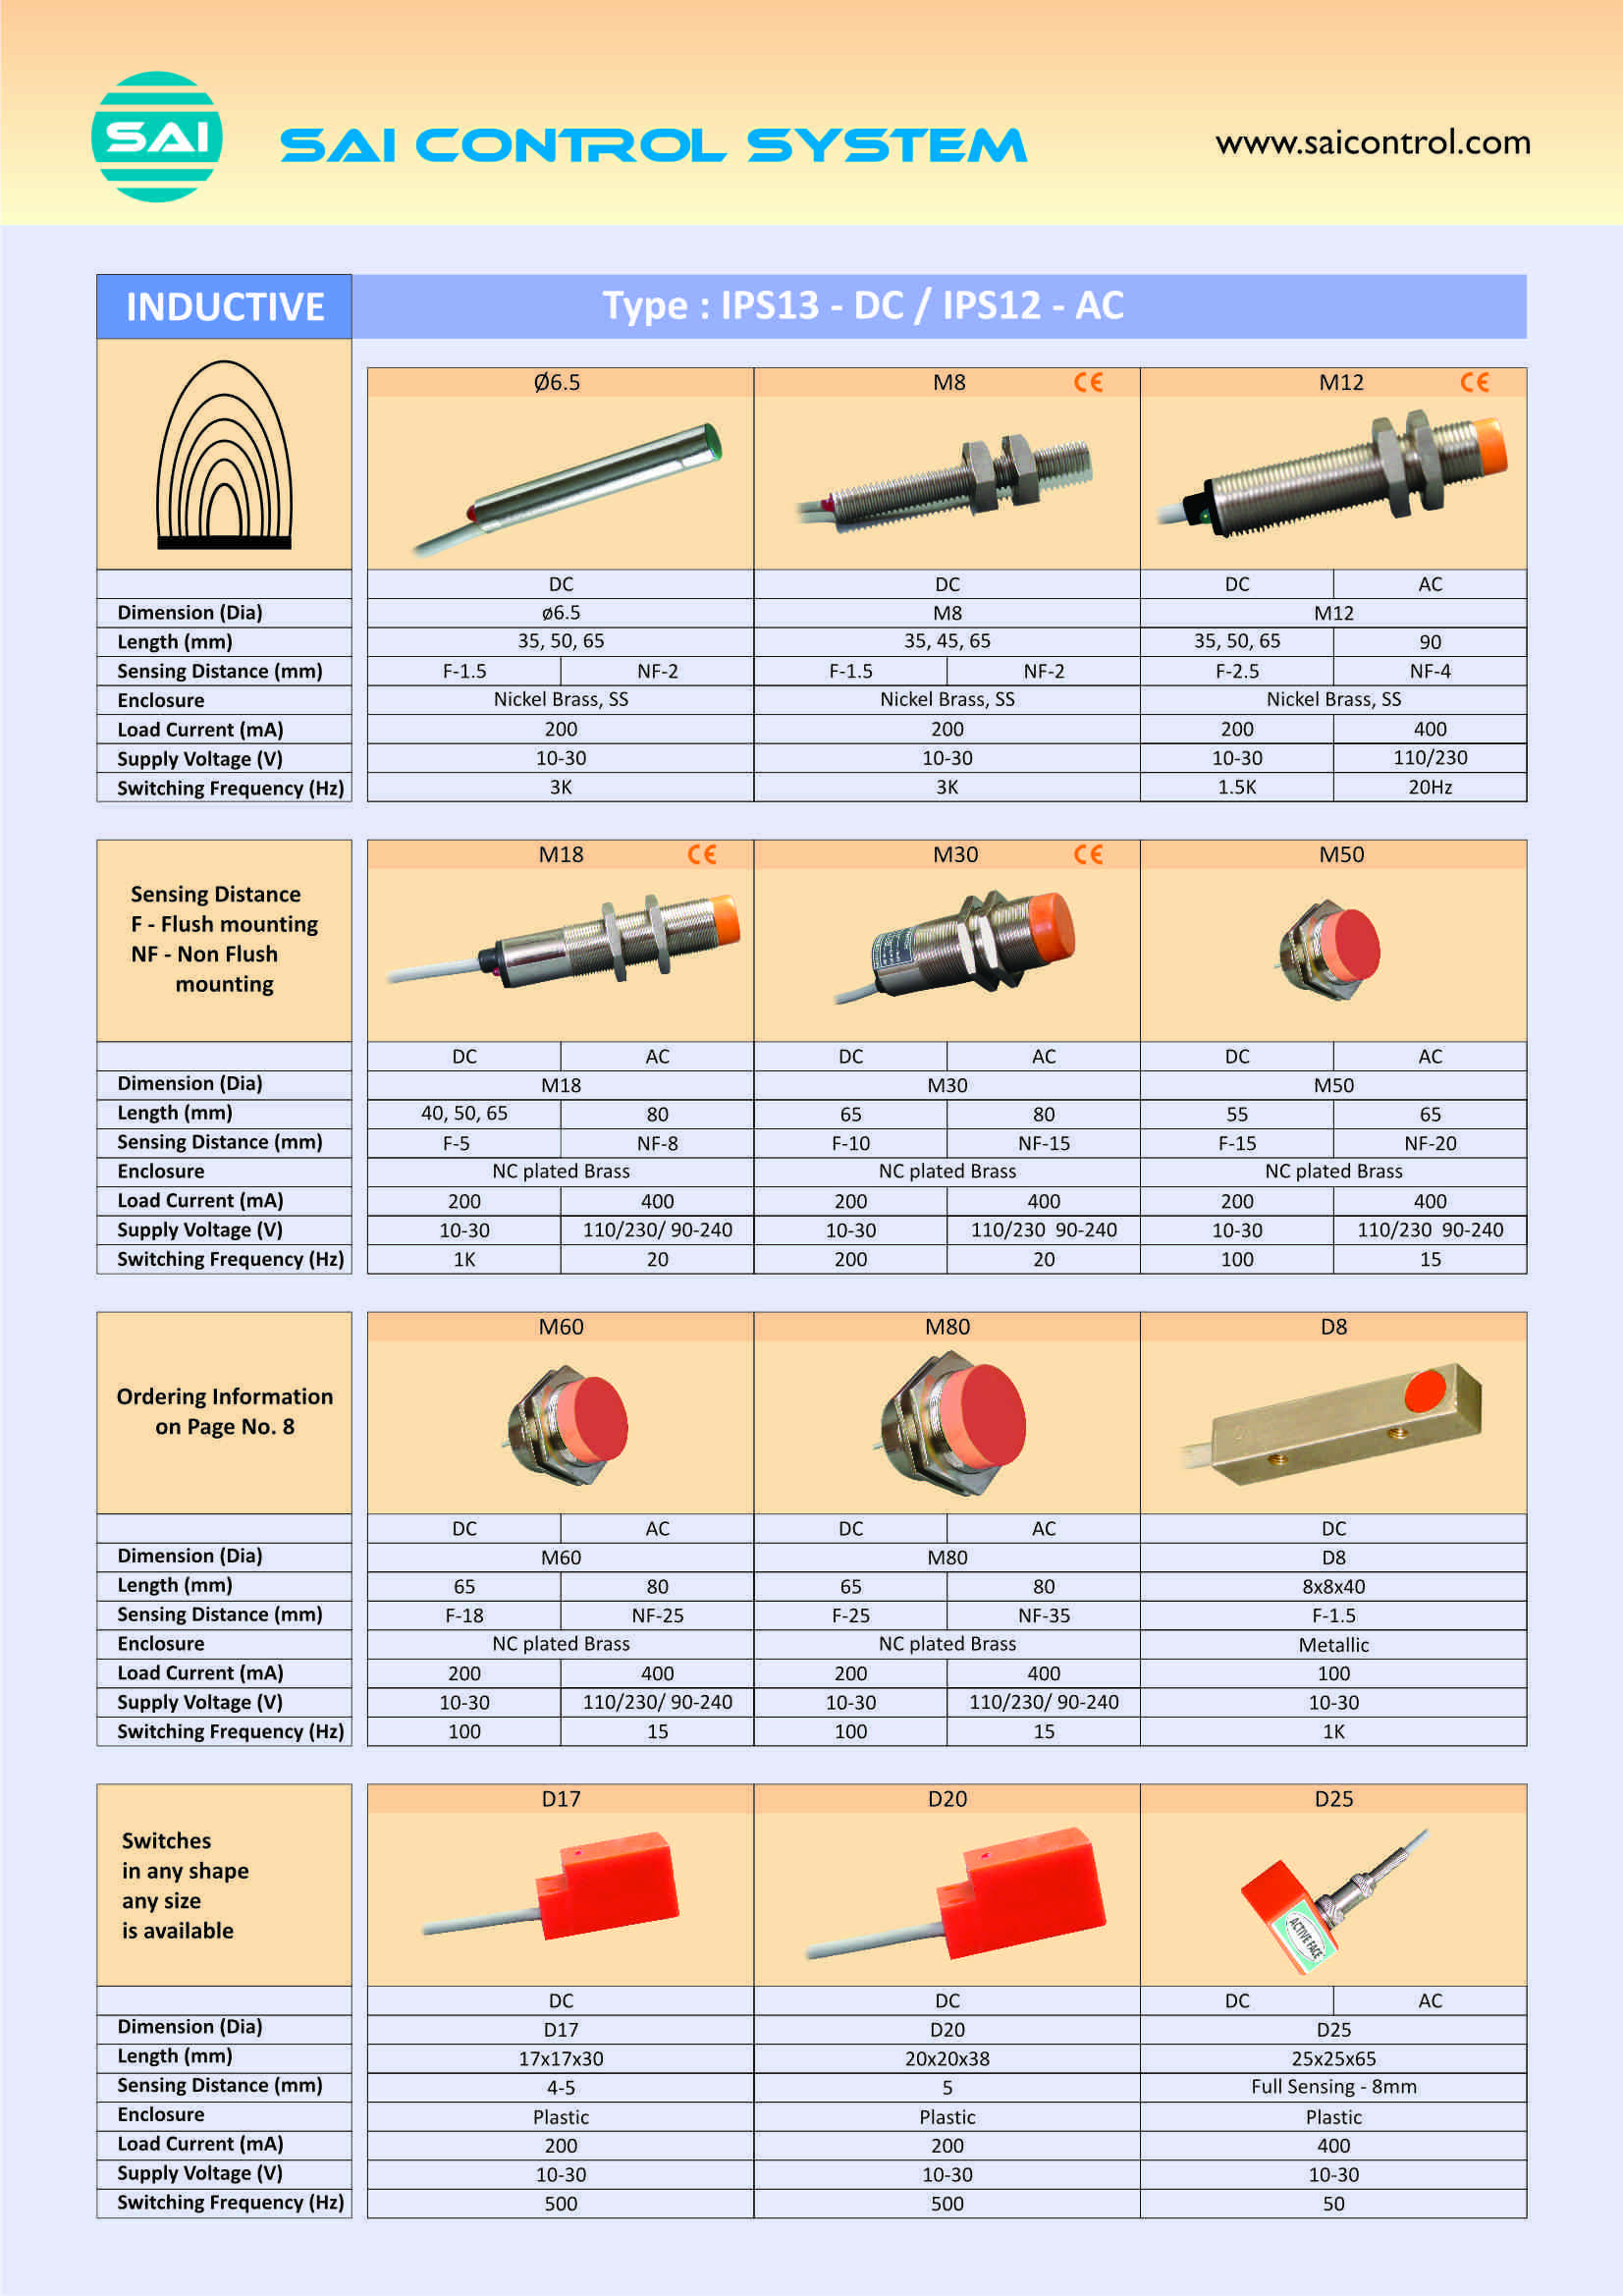 SAI
SAI CONTROL SYSTEM
www.saicontrol.com
INDUCTIVE
Type : IPS13 - DC / IPS12 - AC
Ø6.5 M8 CE M12 CE
DC DC DC AC
Dimension (Dia) ø6.5 M8 M12
Length (mm) 35, 50, 65 35, 45, 65 35, 50, 65 90
Sensing Distance (mm) F-1.5 NF-2 F-1.5 NF-2 F-2.5 NF-4
Enclosure Nickel Brass, SS Nickel Brass, SS Nickel Brass, SS
Load Current (mA) 200 200 200 400
Supply Voltage (V) 10-30 10-30 10-30 110/230
Switching Frequency (Hz) 3K 3K 1.5K 20Hz
Sensing Distance
F - Flush mounting
NF - Non Flush
mounting
M18 CE M30 CE M50
DC AC DC AC DC AC
Dimension (Dia) M18 M30 M50
Length (mm) 40, 50, 65 80 65 80 55 65
Sensing Distance (mm) F-5 NF-8 F-10 NF-15 F-15 NF-20
Enclosure NC plated Brass NC plated Brass NC plated Brass
Load Current (mA) 200 400 200 400 200 400
Supply Voltage (V) 10-30 110/230/ 90-240 10-30 110/230 90-240 10-30 110/230 90-240
Switching Frequency (Hz) 1K 20 200 20 100 15
Ordering Information
on Page No. 8
M60 M80 D8
DC AC DC AC DC
Dimension (Dia) M60 M80 D8
Length (mm) 65 80 65 80 8x8x40
Sensing Distance (mm) F-18 NF-25 F-25 NF-35 F-1.5
Enclosure NC plated Brass NC plated Brass Metallic
Load Current (mA) 200 400 200 400 100
Supply Voltage (V) 10-30 110/230/ 90-240 10-30 110/230/ 90-240 10-30
Switching Frequency (Hz) 100 15 100 15 1K
Switches
in any shape
any size
is available
D17 D20 D25
ACTIVE FACE
DC DC DC AC
Dimension (Dia) D17 D20 D25
Length (mm) 17x17x30 20x20x38 25x25x65
Sensing Distance (mm) 4-5 5 Full Sensing - 8mm
Enclosure Plastic Plastic Plastic
Load Current (mA) 200 200 400
Supply Voltage (V) 10-30 10-30 10-30
Switching Frequency (Hz) 500 500 50